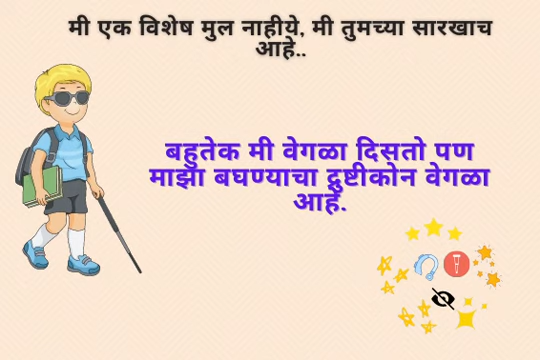 मी एक विशेष मुल नाहीये, मी तुमच्या सारखाच
आहे..
बहुतेक मी वेगळा दिसतो पण
माझा बघण्याचा द्रुष्टीकोन वेगळा
आहे.